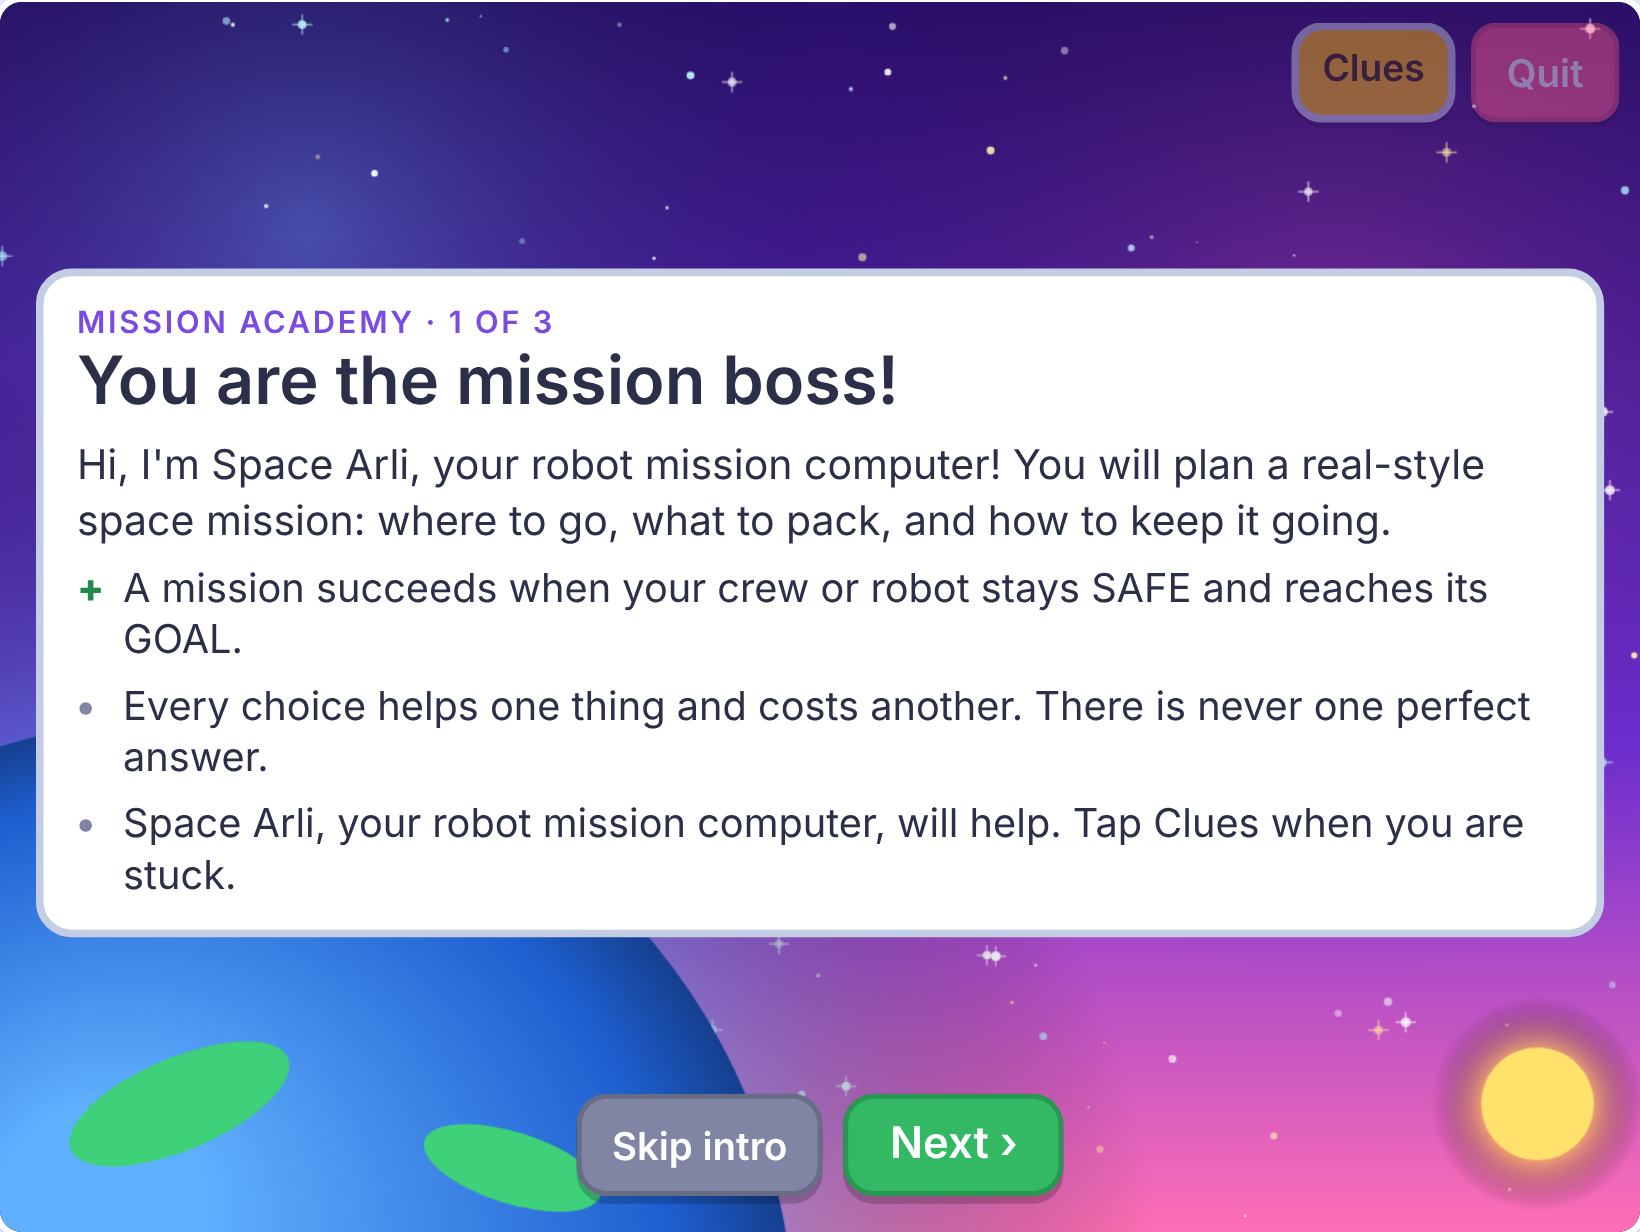 Clues
Quit
MISSION ACADEMY · 1 OF 3
You are the mission boss!
Hi, I'm Space Arli, your robot mission computer! You will plan a real-style
space mission: where to go, what to pack, and how to keep it going.
+ A mission succeeds when your crew or robot stays SAFE and reaches its
GOAL.
• Every choice helps one thing and costs another. There is never one perfect
answer.
• Space Arli, your robot mission computer, will help. Tap Clues when you are
stuck.
Skip intro
Next ›